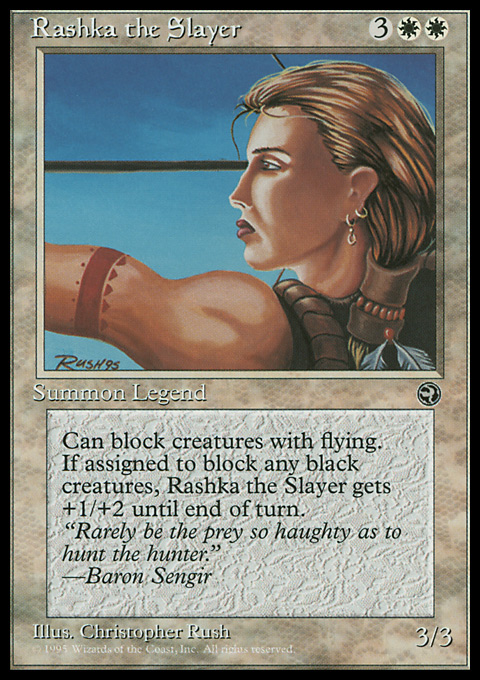 Rashka the Slayer 3
RUSH95
Summon Legend
Can block creatures with flying.
If assigned to block any black
creatures, Rashka the Slayer gets
+1/+2 until end of turn.
“Rarely be the prey so haughty as to
hunt the hunter.”
—Baron Sengir
Illus. Christopher Rush
© 1995 Wizards of the Coast, Inc. All rights reserved.
3/3